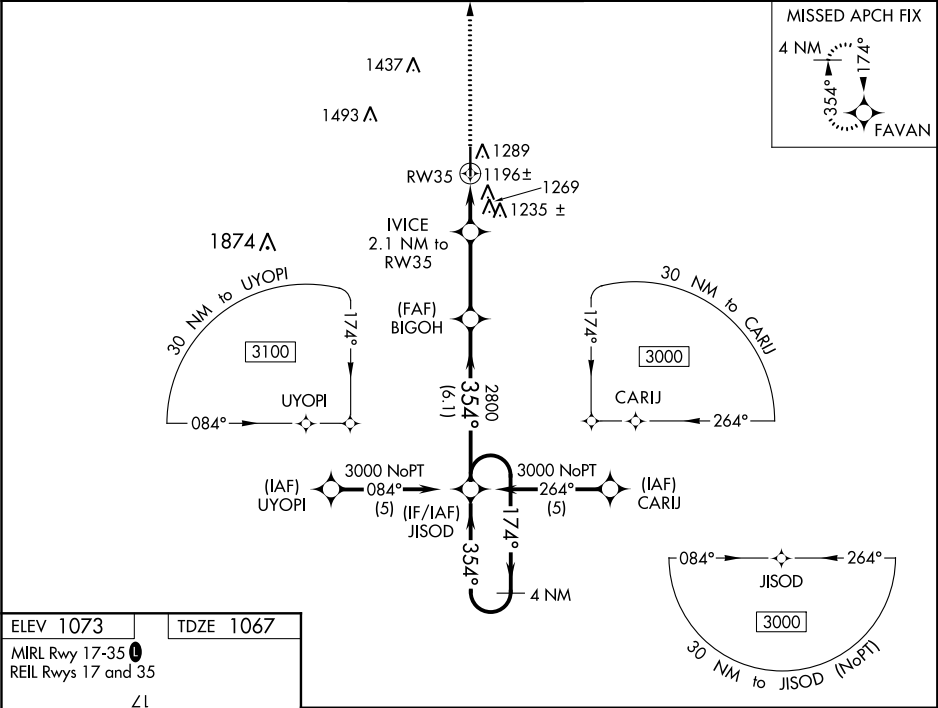 MISSED APCH FIX
4 NM
174°
354°
FAVAN
1437
1493
1289
RW35
1196±
1269
1235 ±
IVICE
2.1 NM to
RW35
1874
30 NM to UYOPI
174°
3100
UYOPI
084°
(FAF)
BIGOH
30 NM to CARIJ
174°
3000
CARIJ
264°
2800
354°
(6.1)
3000 NoPT
084°
(5)
(IAF)
UYOPI
(IF/IAF)
JISOD
3000 NoPT
264°
(5)
(IAF)
CARIJ
174°
354°
4 NM
084°
264°
JISOD
3000
30 NM to JISOD (NoPT)
ELEV 1073
TDZE 1067
MIRL Rwy 17-35 L
REIL Rwys 17 and 35
17